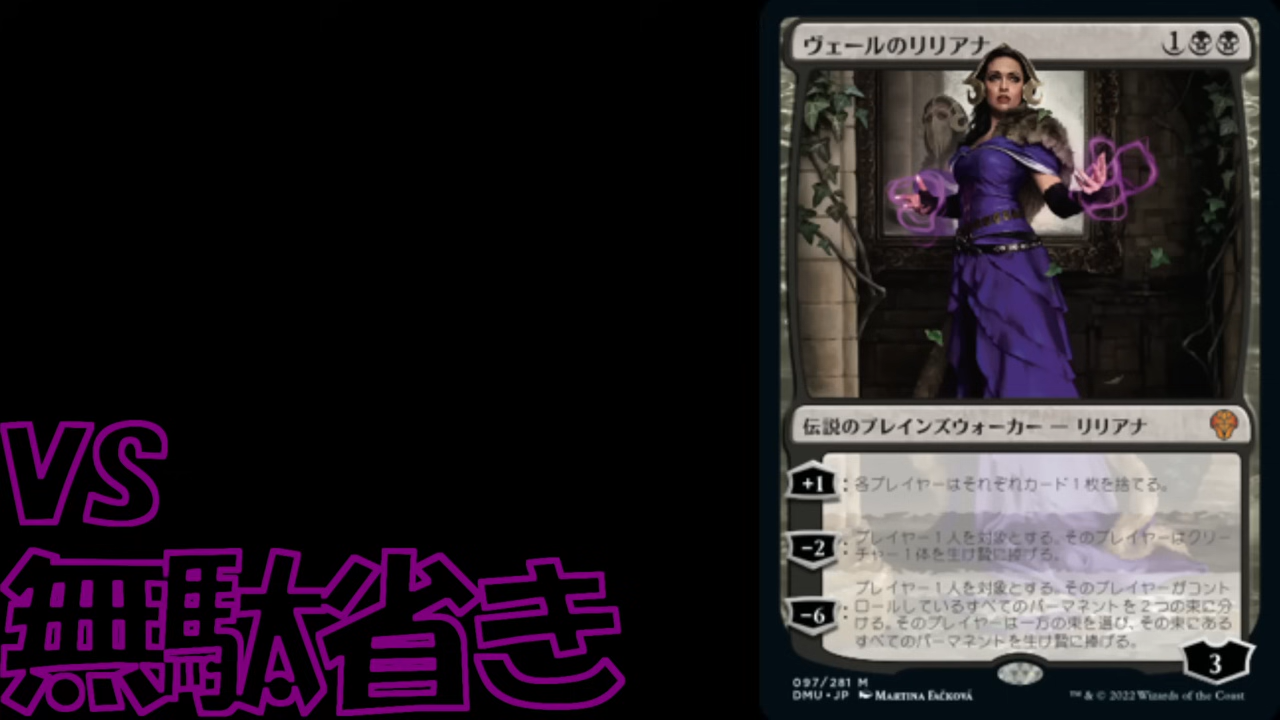 VS
無駄省き
ヴェールのリリアナ 1
伝説のプレインズウォーカー ― リリアナ
+1 : 各プレイヤーはそれぞれカード1枚を捨てる。
-2 : プレイヤー1人を対象とする。そのプレイヤーはクリー
チャー1体を生け贄に捧げる。
プレイヤー1人を対象とする。そのプレイヤーがコント
-6 : ロールしているすべてのパーマネントを2つの束に分
ける。そのプレイヤーは一方の束を選び、その束にある
すべてのパーマネントを生け贄に捧げる。
3
097/281 M
DMU • JP MARTINA FAČKOVÁ
™ & © 2022 Wizards of the Coast